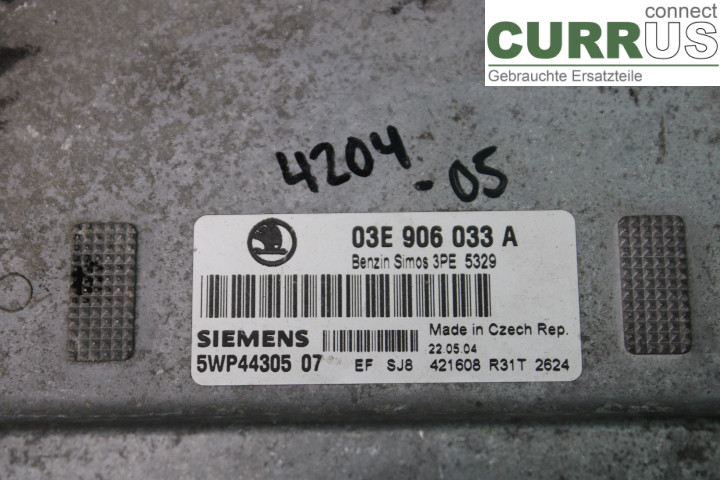 connect
CURRUS
Gebrauchte Ersatzteile
4204 -05
03E 906 033 A
Benzin Simos 3PE 5329
SIEMENS
Made in Czech Rep.
22.05.04
5WP44305 07 EF SJ8 421608 R31T 2624